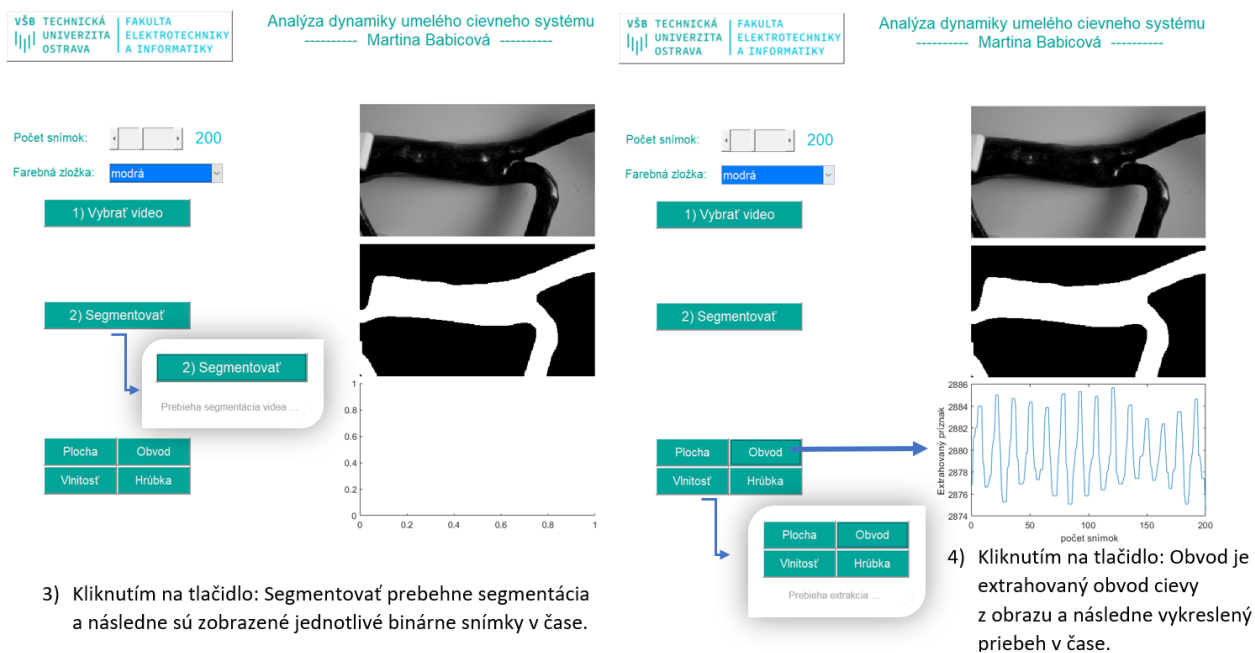 VŠB TECHNICKÁ
UNIVERZITA
OSTRAVA
FAKULTA
ELEKTROTECHNIKY
A INFORMATIKY
Analýza dynamiky umelého cievneho systému
---------- Martina Babicová ----------
Počet snímok:
200
Farebná zložka:
modrá
1) Vybrať video
2) Segmentovať
2) Segmentovať
Prebieha segmentácia videa ...
Plocha
Obvod
Vlnitosť
Hrúbka
1
0.8
0.6
0.4
0.2
0
0 0.2 0.4 0.6 0.8 1
3) Kliknutím na tlačidlo: Segmentovať prebehne segmentácia
a následne sú zobrazené jednotlivé binárne snímky v čase.
VŠB TECHNICKÁ
UNIVERZITA
OSTRAVA
FAKULTA
ELEKTROTECHNIKY
A INFORMATIKY
Analýza dynamiky umelého cievneho systému
---------- Martina Babicová ----------
Počet snímok:
200
Farebná zložka:
modrá
1) Vybrať video
2) Segmentovať
Plocha
Obvod
Vlnitosť
Hrúbka
Plocha
Obvod
Vlnitosť
Hrúbka
Prebieha extrakcia ...
Extrahovaný príznak
2886
2884
2882
2880
2878
2876
2874
0 50 100 150 200
počet snímok
4) Kliknutím na tlačidlo: Obvod je
extrahovaný obvod cievy
z obrazu a následne vykreslený
priebeh v čase.